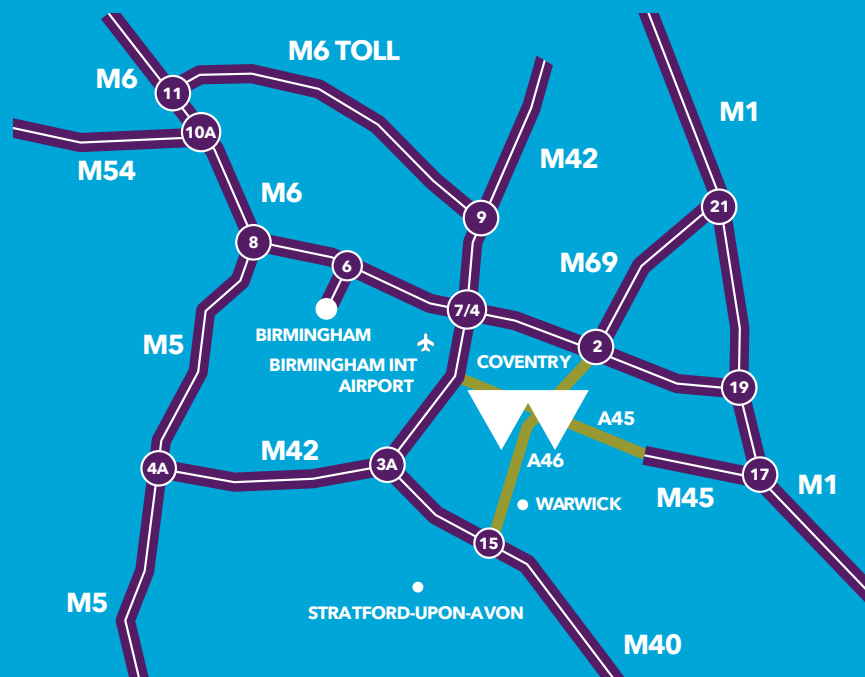 M6 TOLL
M6
11
M1
10A
M42
M54
M6
21
9
8
M69
6
7/4
BIRMINGHAM
M5
2
COVENTRY
BIRMINGHAM INT
AIRPORT
19
A45
M42
A46
4A
3A
17
M45
M1
WARWICK
15
M5
STRATFORD-UPON-AVON
M40